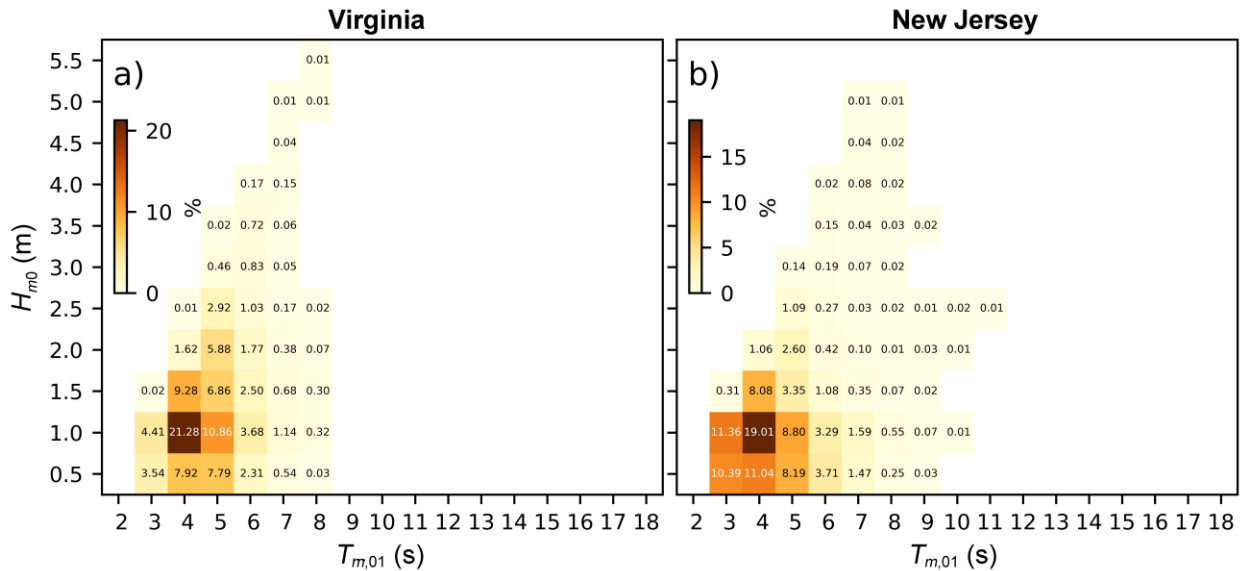 Virginia New Jersey
a) b)
5.5 0.01
5.0 0.01 0.01 0.01 0.01
4.5 0.04 0.04 0.02
4.0 0.17 0.15 0.02 0.08 0.02
3.5 0.02 0.72 0.06 0.15 0.04 0.03 0.02
3.0 0.46 0.83 0.05 0.14 0.19 0.07 0.02
2.5 0.01 2.92 1.03 0.17 0.02 1.09 0.27 0.03 0.02 0.01 0.02 0.01
2.0 1.62 5.88 1.77 0.38 0.07 1.06 2.60 0.42 0.10 0.01 0.03 0.01
1.5 0.02 9.28 6.86 2.50 0.68 0.30 0.31 8.08 3.35 1.08 0.35 0.07 0.02
1.0 4.41 21.28 10.86 3.68 1.14 0.32 11.36 19.01 8.80 3.29 1.59 0.55 0.07 0.01
0.5 3.54 7.92 7.79 2.31 0.54 0.03 10.39 11.04 8.19 3.71 1.47 0.25 0.03
H_{m0} (m)
20
10
0
%
15
10
5
0
%
2 3 4 5 6 7 8 9 10 11 12 13 14 15 16 17 18 2 3 4 5 6 7 8 9 10 11 12 13 14 15 16 17 18
T_{m,01} (s) T_{m,01} (s)